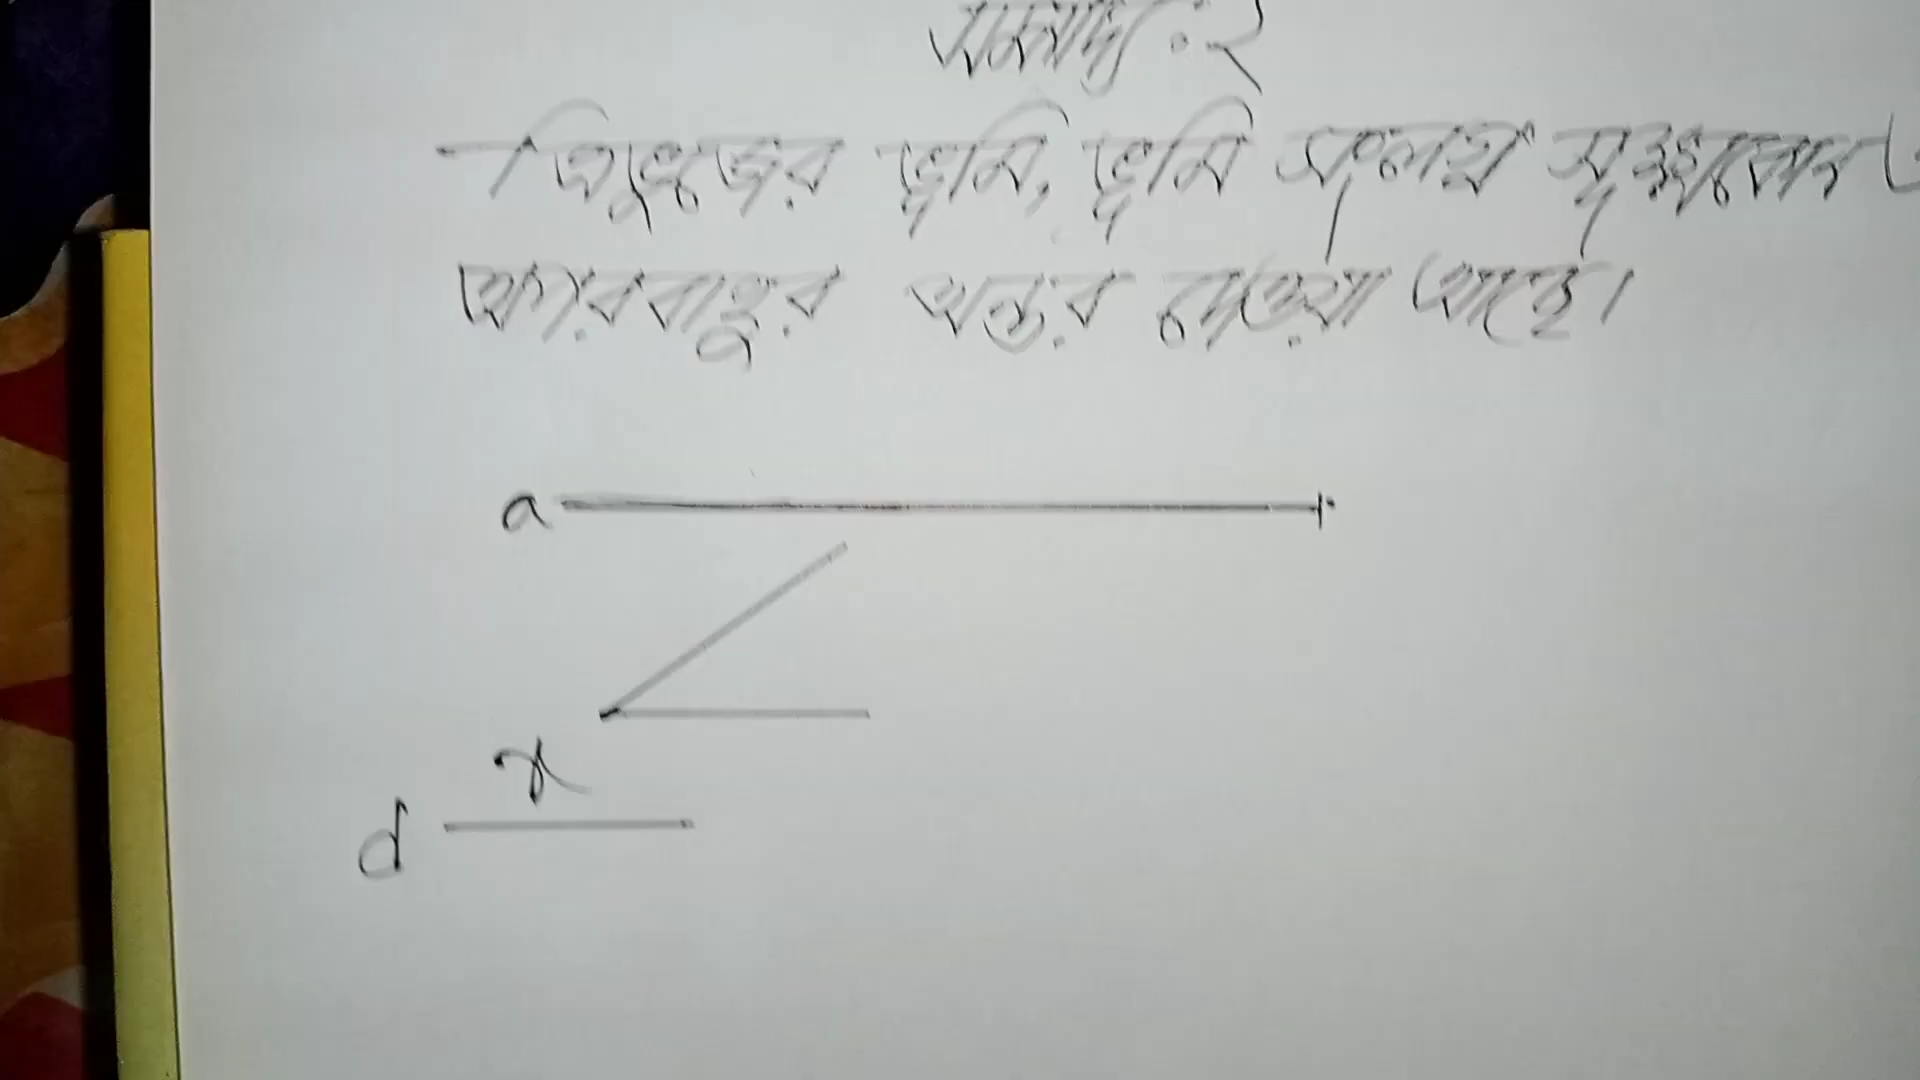 সম্পাদ্য: ২
ত্রিভুজের ভূমি, ভূমি সংলগ্ন সূক্ষ্মকোন ও
অপর বাহুর অন্তর দেওয়া আছে।
a
x
d